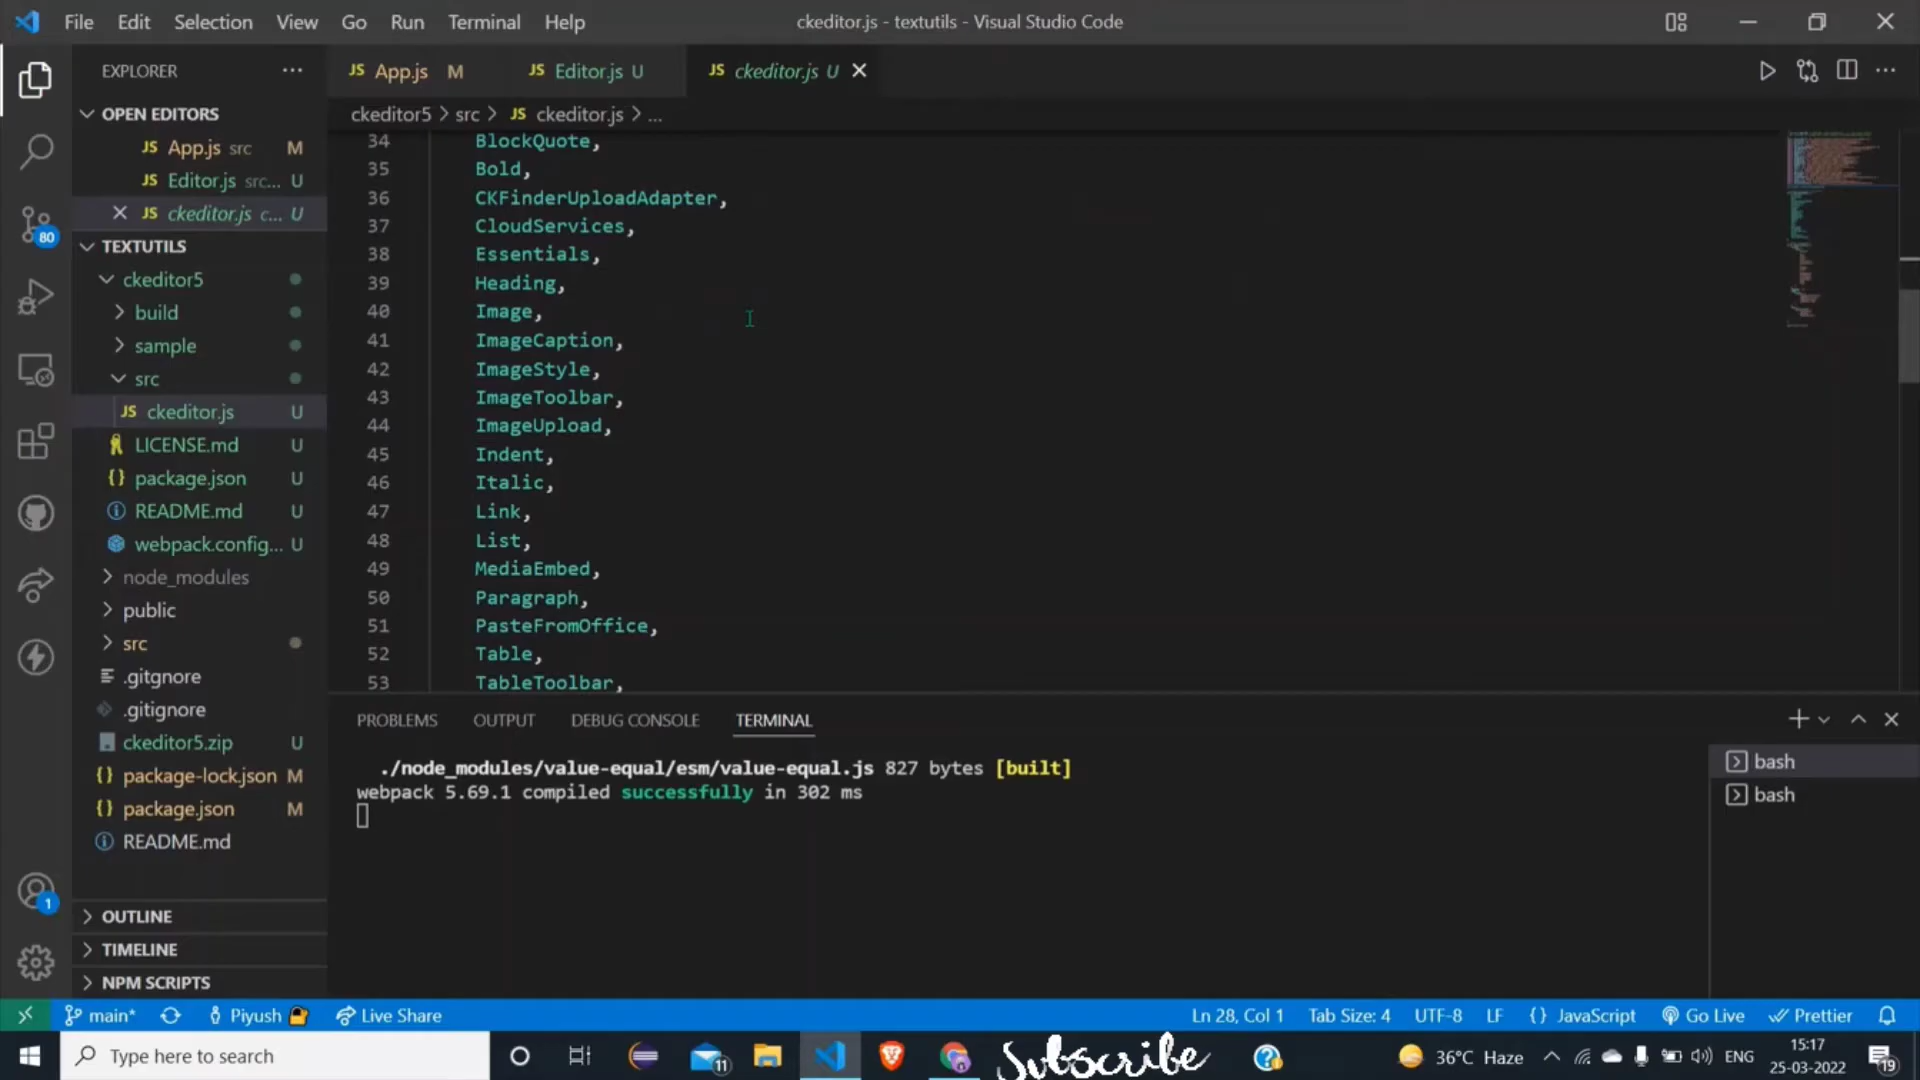 File Edit Selection View Go Run Terminal Help
ckeditor.js - textutils - Visual Studio Code
EXPLORER
OPEN EDITORS
JS App.js src M
JS Editor.js src... U
JS ckeditor.js c... U
80
TEXTUTILS
ckeditor5
build
sample
src
JS ckeditor.js U
LICENSE.md U
{} package.json U
README.md U
webpack.config... U
node_modules
public
src
.gitgnore
.gitignore
ckeditor5.zip U
{} package-lock.json M
{} package.json M
README.md
1
OUTLINE
TIMELINE
NPM SCRIPTS
JS App.js M JS Editor.js U JS ckeditor.js U
ckeditor5 > src > JS ckeditor.js > ...
34 BlockQuote,
35 Bold,
36 CKFinderUploadAdapter,
37 CloudServices,
38 Essentials,
39 Heading,
40 Image,
41 ImageCaption,
42 ImageStyle,
43 ImageToolbar,
44 ImageUpload,
45 Indent,
46 Italic,
47 Link,
48 List,
49 MediaEmbed,
50 Paragraph,
51 PasteFromOffice,
52 Table,
53 TableToolbar,
PROBLEMS OUTPUT DEBUG CONSOLE TERMINAL
./node_modules/value-equal/esm/value-equal.js 827 bytes [built]
webpack 5.69.1 compiled successfully in 302 ms
bash
bash
main* Piyush Live Share Ln 28, Col 1 Tab Size: 4 UTF-8 LF {} JavaScript Go Live Prettier
Type here to search 11 Subscribe 36°C Haze ENG 15:17
25-03-2022
19